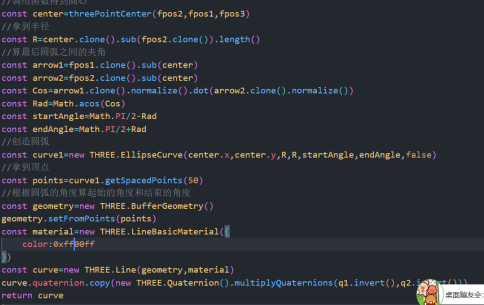 //调用函数得到圆心
const center=threePointCenter(fpos2,fpos1,fpos3)
//拿到半径
const R=center.clone().sub(fpos2.clone()).length()
//算最后圆弧之间的夹角
const arrow1=fpos1.clone().sub(center)
const arrow2=fpos2.clone().sub(center)
const Cos=arrow1.clone().normalize().dot(arrow2.clone().normalize())
const Rad=Math.acos(Cos)
const startAngle=Math.PI/2-Rad
const endAngle=Math.PI/2+Rad
//创造圆弧
const curve1=new THREE.EllipseCurve(center.x,center.y,R,R,startAngle,endAngle,false)
//拿到顶点
const points=curve1.getSpacedPoints(50)
//根据圆弧的角度算起始的角度和结束的角度
const geometry=new THREE.BufferGeometry()
geometry.setFromPoints(points)
const material=new THREE.LineBasicMaterial({
color:0xff00ff
})
const curve=new THREE.Line(geometry,material)
curve.quaternion.copy(new THREE.Quaternion().multiplyQuaternions(q1.invert(),q2.invert()))
return curve
桌面蹦友会: